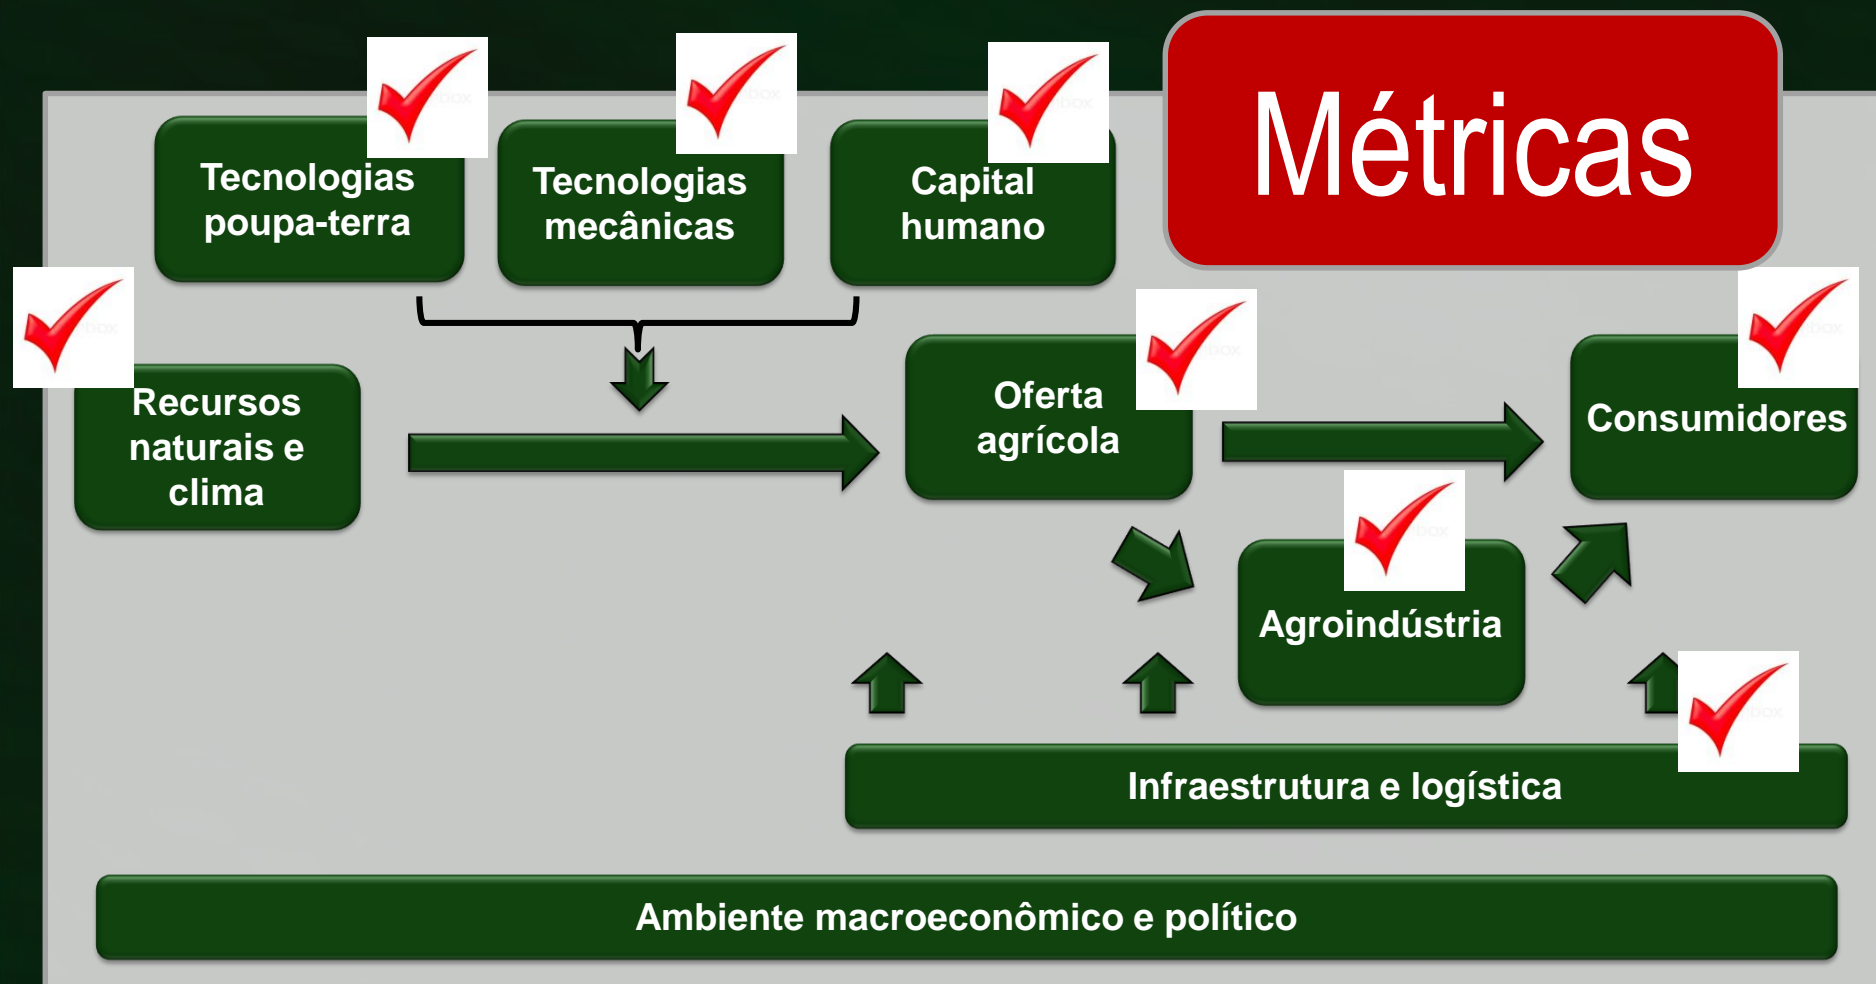 Métricas
Tecnologias
poupa-terra
Tecnologias
mecânicas
Capital
humano
Recursos
naturais e
clima
Oferta
agrícola
Consumidores
Agroindústria
Infraestrutura e logística
Ambiente macroeconômico e político